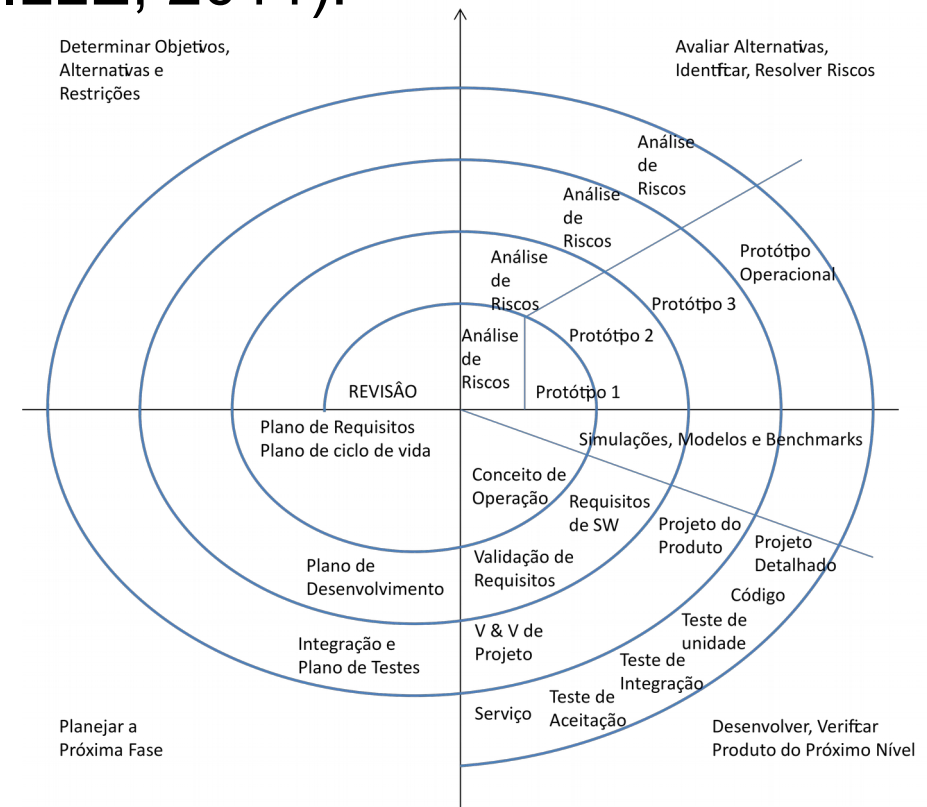 2011).
Determinar Objetivos,
Alternativas e
Restrições
Avaliar Alternativas,
Identficar, Resolver Riscos
Análise
de
Riscos
Análise
de
Riscos
Análise
de
Riscos
Análise
de
Riscos
Protótipo
Operacional
Protótipo 3
Protótipo 2
Protótipo 1
REVISÂO
Plano de Requisitos
Plano de ciclo de vida
Simulações, Modelos e Benchmarks
Conceito de
Operação
Requisitos
de SW
Projeto do
Produto
Projeto
Detalhado
Código
Plano de
Desenvolvimento
Validação de
Requisitos
Teste de
unidade
Integração e
Plano de Testes
V & V de
Projeto
Teste de
Integração
Serviço
Teste de
Aceitação
Planejar a
Próxima Fase
Desenvolver, Verificar
Produto do Próximo Nível